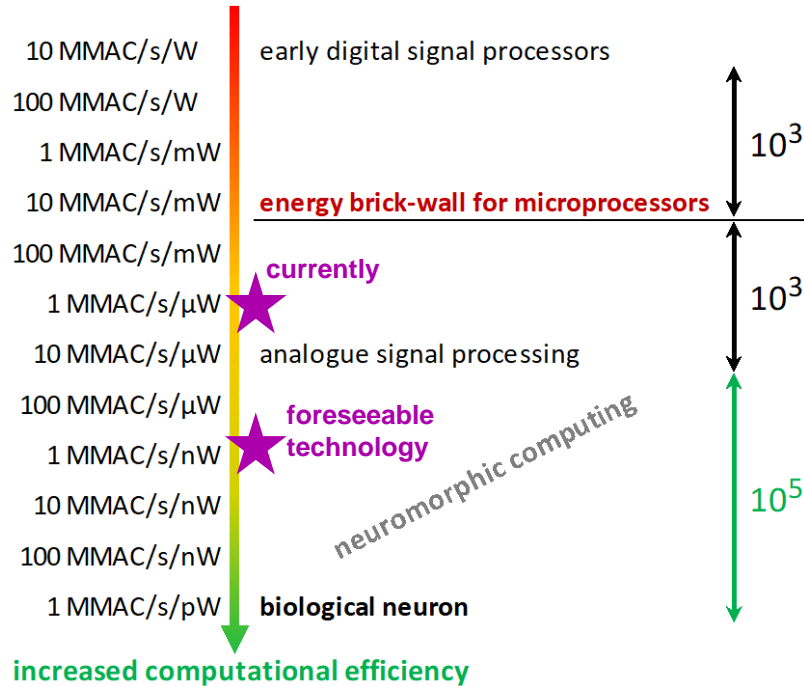 10 MMAC/s/W early digital signal processors
100 MMAC/s/W
10³
1 MMAC/s/mW
10 MMAC/s/mW energy brick-wall for microprocessors
100 MMAC/s/mW
currently
10³
1 MMAC/s/μW
10 MMAC/s/μW analogue signal processing
100 MMAC/s/μW
foreseeable
technology
neuromorphic computing
1 MMAC/s/nW
10 MMAC/s/nW
10⁵
100 MMAC/s/nW
1 MMAC/s/pW biological neuron
increased computational efficiency